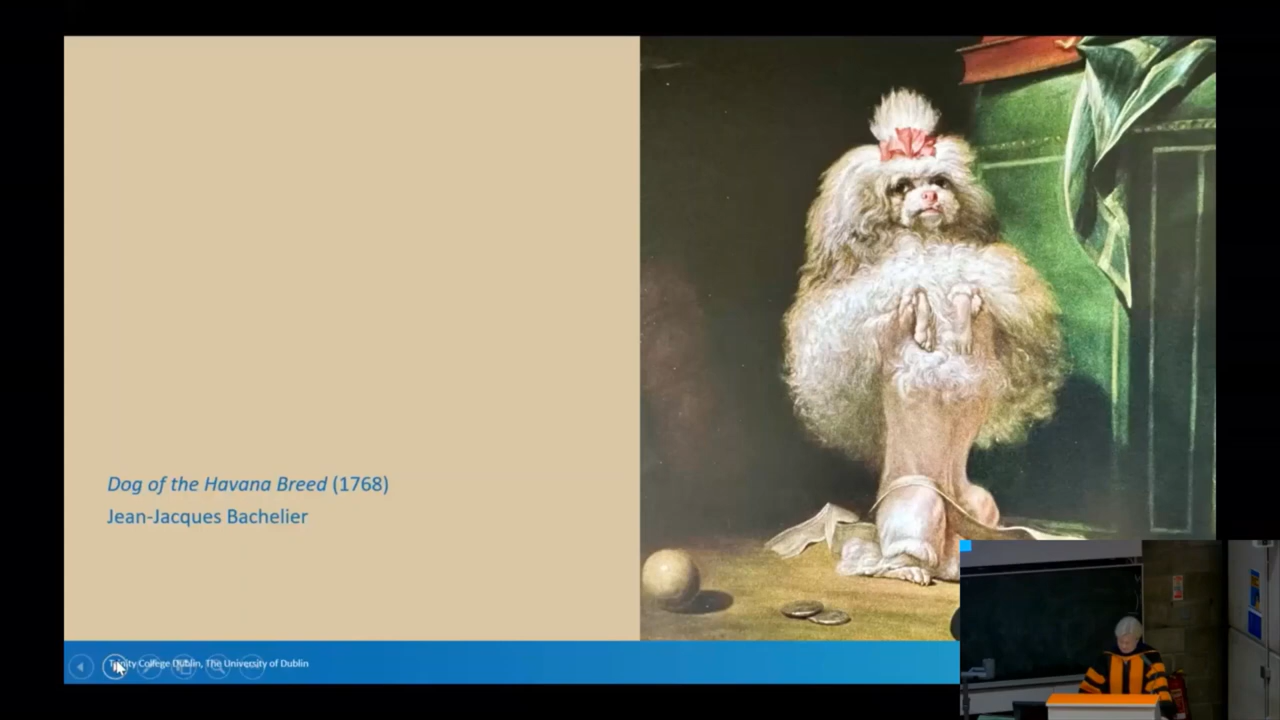 Dog of the Havana Breed (1768)
Jean-Jacques Bachelier
Trinity College Dublin, The University of Dublin